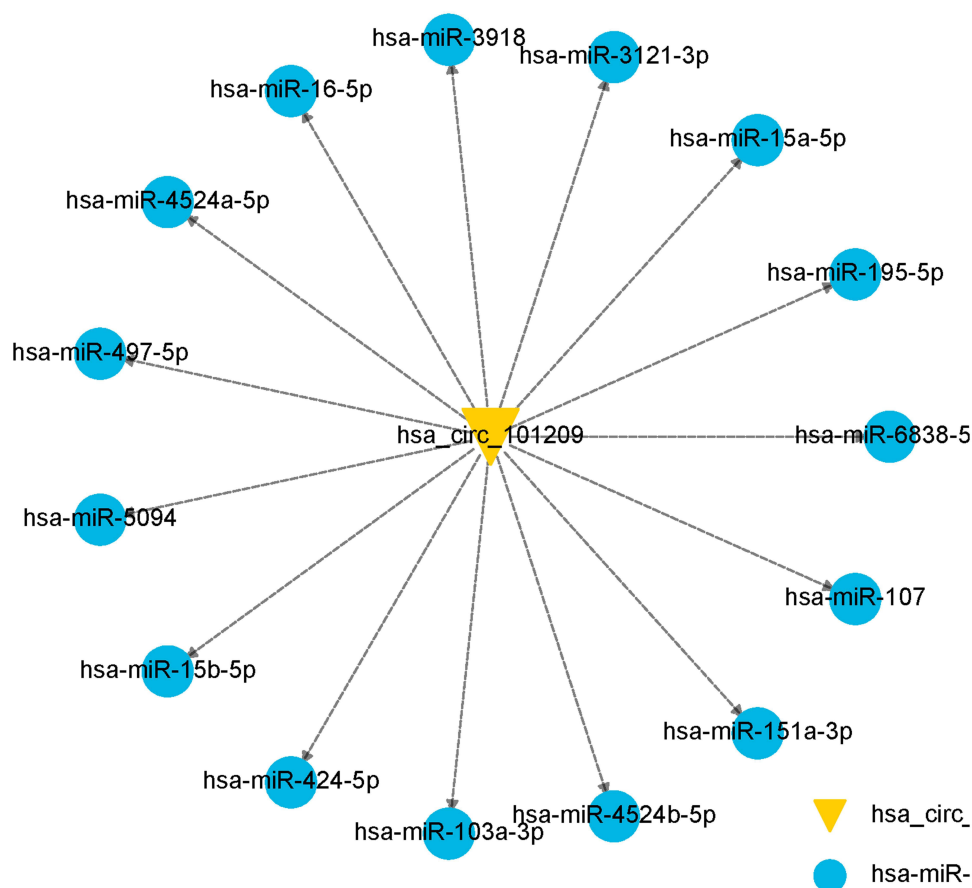 hsa-miR-3918
hsa-miR-3121-3p
hsa-miR-16-5p
hsa-miR-15a-5p
hsa-miR-4524a-5p
hsa-miR-195-5p
hsa-miR-497-5p
hsa_circ_101209
hsa-miR-6838-5
hsa-miR-5094
hsa-miR-107
hsa-miR-15b-5p
hsa-miR-151a-3p
hsa-miR-424-5p
hsa-miR-4524b-5p
hsa-miR-103a-3p
hsa_circ_
hsa-miR-